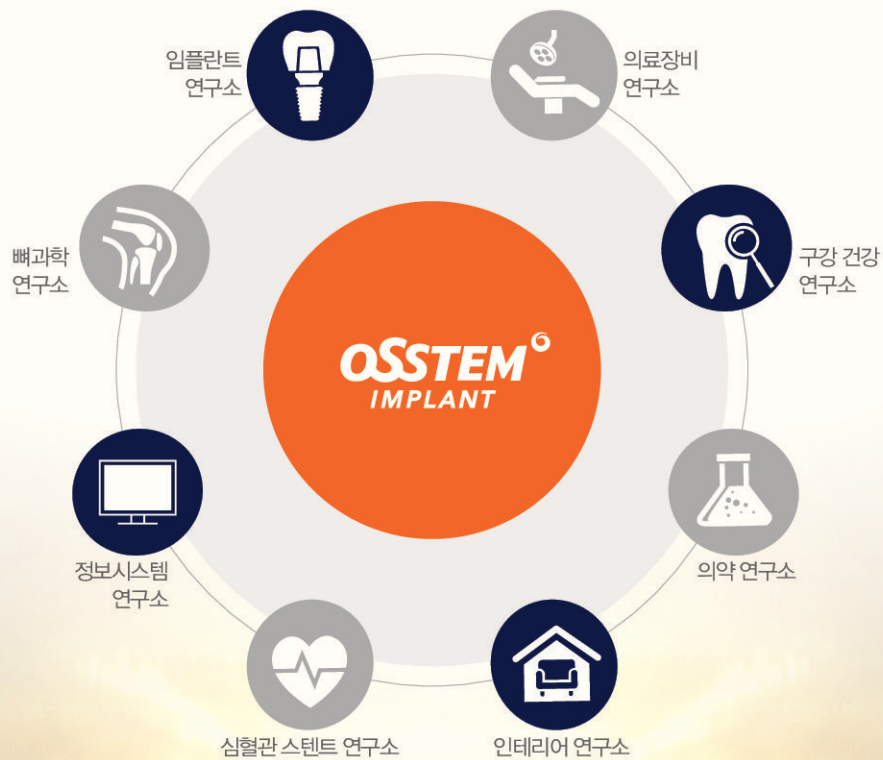 임플란트
연구소
의료장비
연구소
뼈과학
연구소
구강 건강
연구소
OSSTEM
IMPLANT
정보시스템
연구소
의약 연구소
심혈관 스텐트 연구소
인테리어 연구소